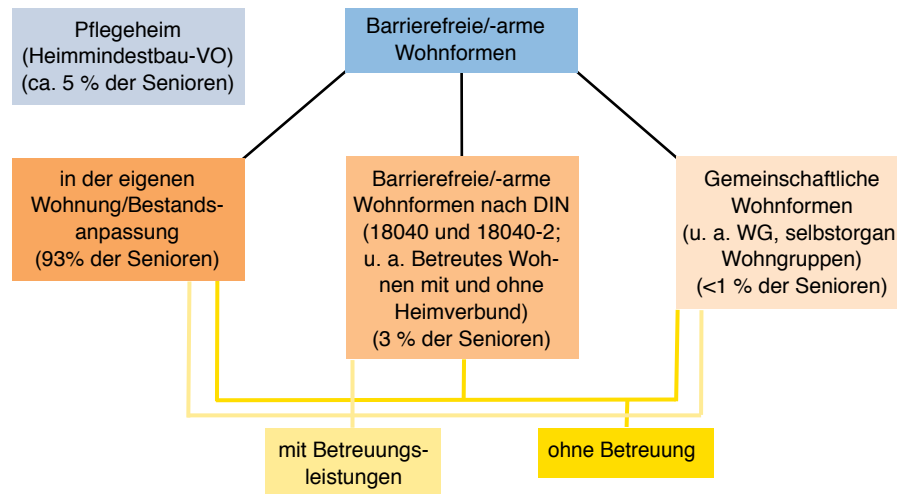 Pflegeheim
(Heimmindestbau-VO)
(ca. 5 % der Senioren)
Barrierefreie/-arme
Wohnformen
in der eigenen
Wohnung/Bestands-
anpassung
(93% der Senioren)
Barrierefreie/-arme
Wohnformen nach DIN
(18040 und 18040-2;
u. a. Betreutes Woh-
nen mit und ohne
Heimverbund)
(3 % der Senioren)
Gemeinschaftliche
Wohnformen
(u. a. WG, selbstorgan
Wohngruppen)
(<1 % der Senioren)
mit Betreuungs-
leistungen
ohne Betreuung